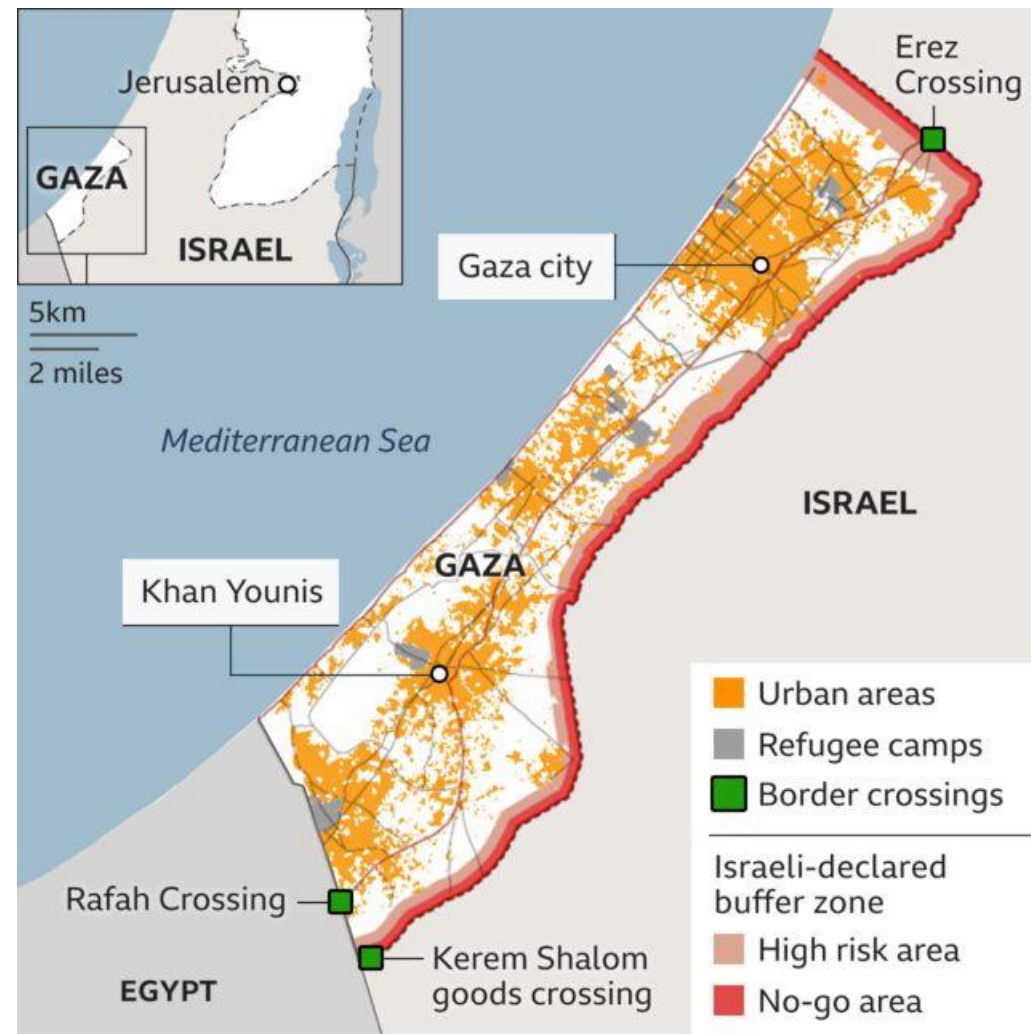 Jerusalem
GAZA
ISRAEL
5km
2 miles
Erez
Crossing
Gaza city
Mediterranean Sea
ISRAEL
GAZA
Khan Younis
Urban areas
Refugee camps
Border crossings
Israeli-declared
buffer zone
High risk area
No-go area
Rafah Crossing
Kerem Shalom
goods crossing
EGYPT